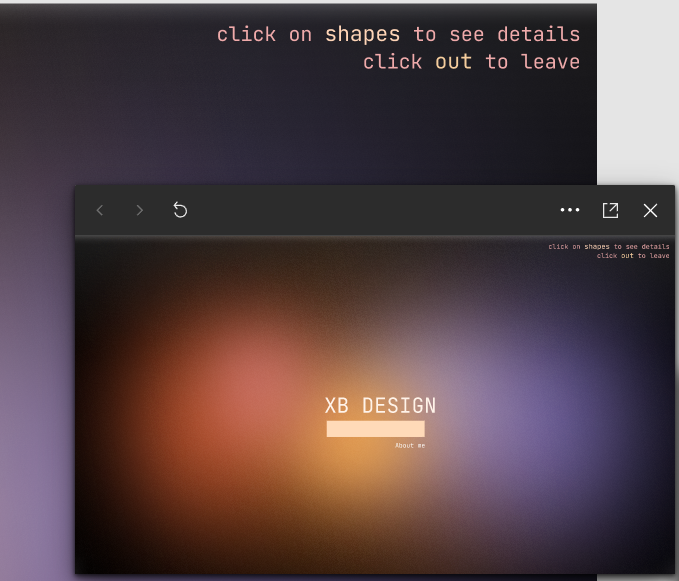 click on shapes to see details
click out to leave
click on shapes to see details
click out to leave
XB DESIGN
About me